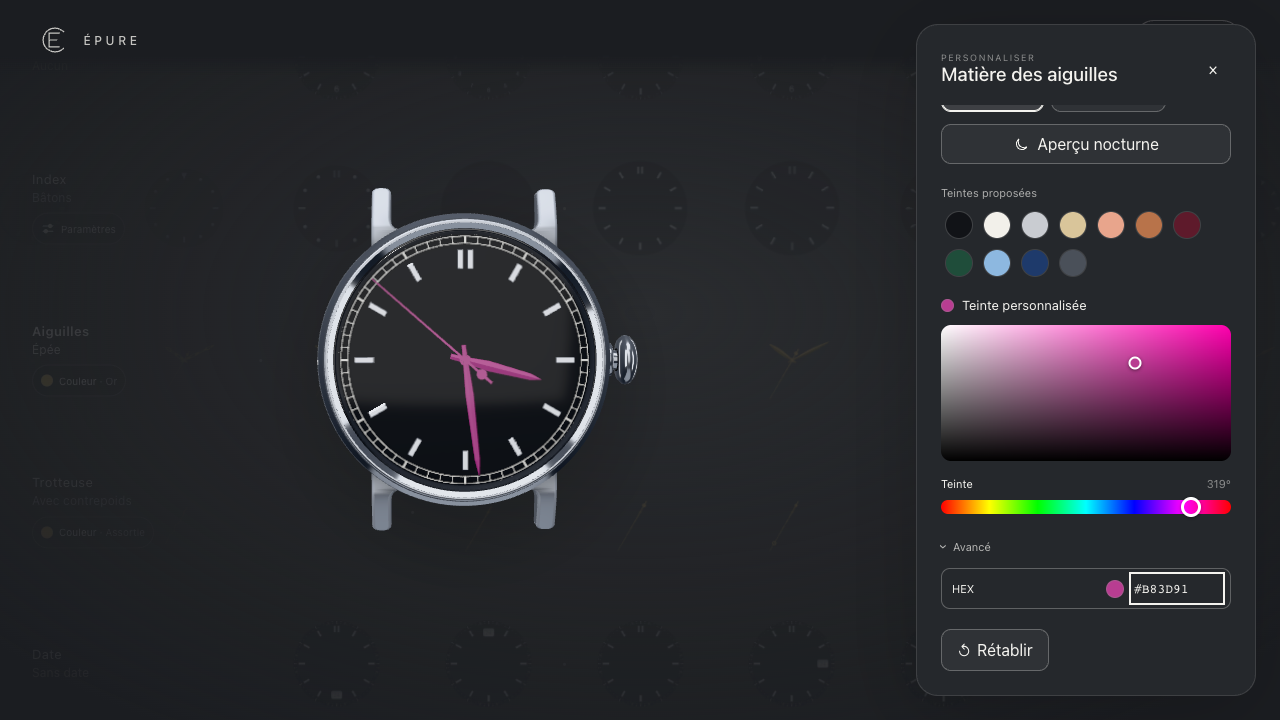 ÉPURE
Index
Bâtons
Paramètres
Aiguilles
Épée
Couleur Or
Trotteuse
Avec contrepoids
Couleur Assortie
Date
Sans date
PERSONNALISER
Matière des aiguilles
x
Aperçu nocturne
Teintes proposées
Teinte personnalisée
Teinte 319°
Avancé
HEX #B83D91
Rétablir